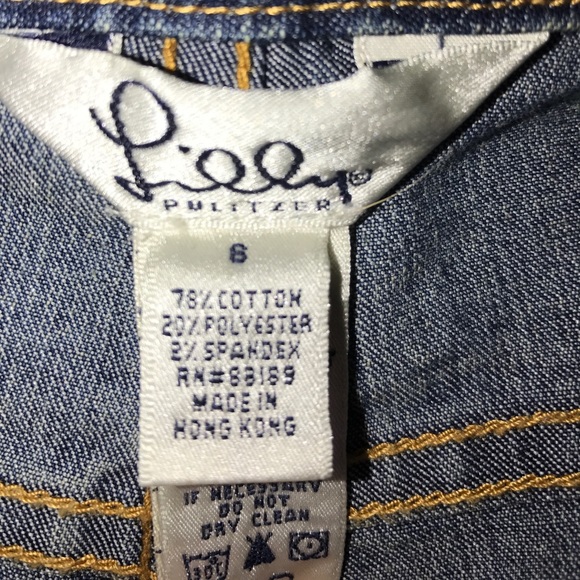 Lilly®
PULITZER
6
78% COTTON
20% POLYESTER
2% SPANDEX
RN#83189
MADE IN
HONG KONG
IF NECESSARY
DO NOT
DRY CLEAN